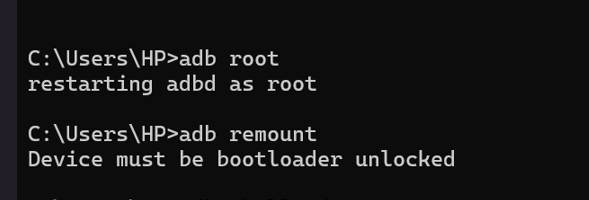 C:\Users\HP>adb root
restarting adbd as root
C:\Users\HP>adb remount
Device must be bootloader unlocked